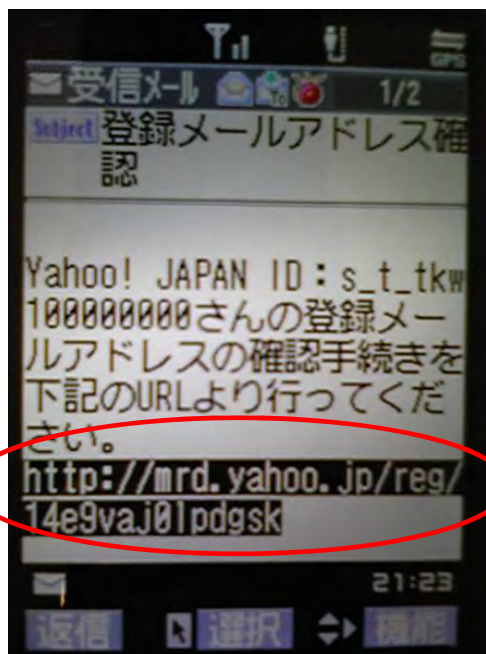 GPS
受信メール To 1/2
Subject 登録メールアドレス確
認
Yahoo! JAPAN ID：s_t_tkw
100000000さんの登録メー
ルアドレスの確認手続きを
下記のURLより行ってくだ
さい。
http://mrd.yahoo.jp/reg/
14e9vaj01pdgsk
21:23
返信 選択 機能